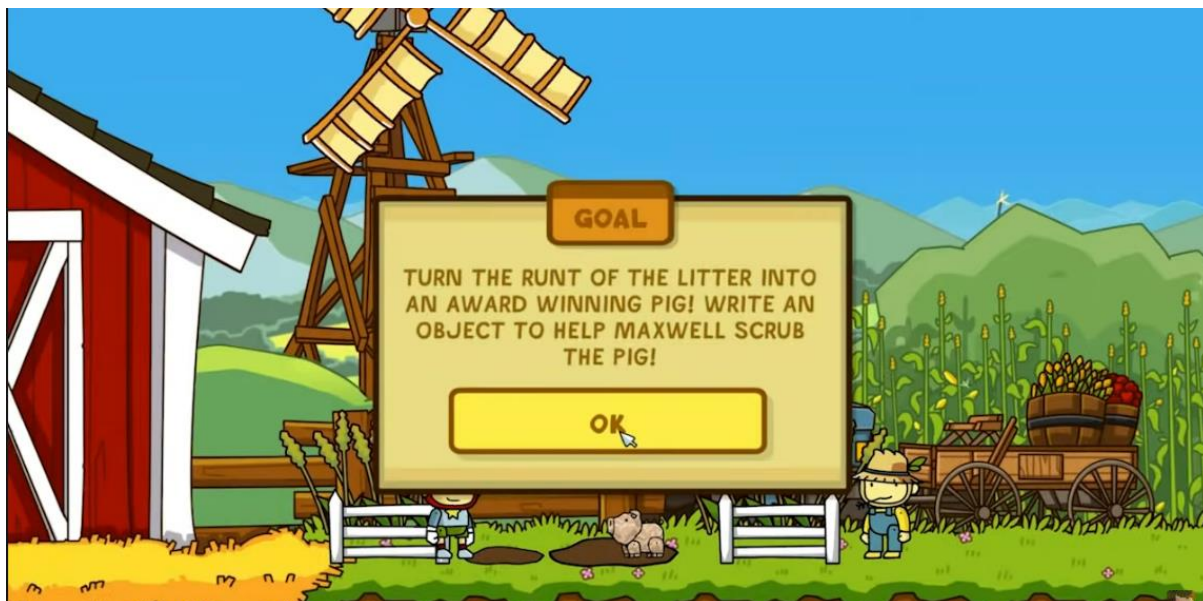 GOAL
TURN THE RUNT OF THE LITTER INTO
AN AWARD WINNING PIG! WRITE AN
OBJECT TO HELP MAXWELL SCRUB
THE PIG!
OK